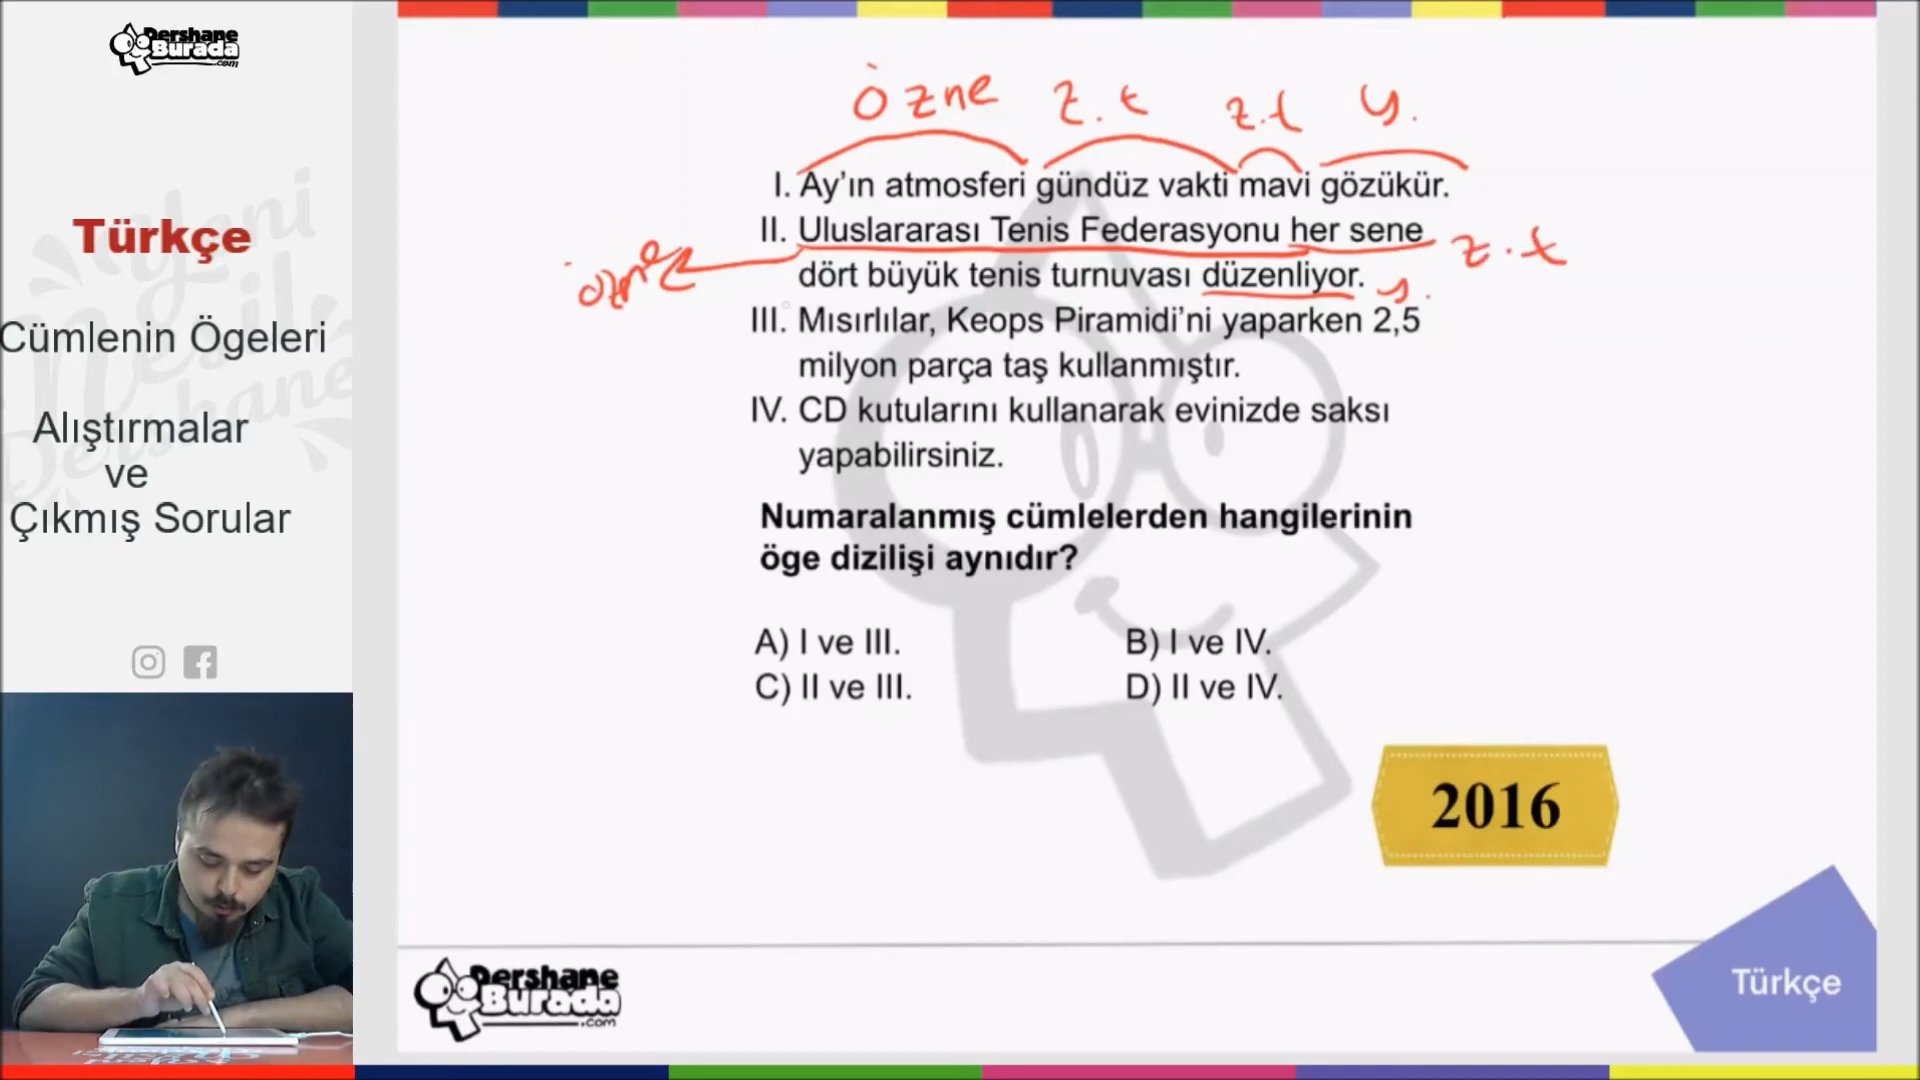 Dershane
Burada
.com
Türkçe
Cümlenin Ögeleri
Alıştırmalar
ve
Çıkmış Sorular
özne z.t z.t y.
I. Ay'ın atmosferi gündüz vakti mavi gözükür.
II. Uluslararası Tenis Federasyonu her sene
z.t
özne
dört büyük tenis turnuvası düzenliyor.
y.
III. Mısırlılar, Keops Piramidi'ni yaparken 2,5
milyon parça taş kullanmıştır.
IV. CD kutularını kullanarak evinizde saksı
yapabilirsiniz.
Numaralanmış cümlelerden hangilerinin
öge dizilişi aynıdır?
A) I ve III. B) I ve IV.
C) II ve III. D) II ve IV.
2016
Dershane
Burada
.com
Türkçe